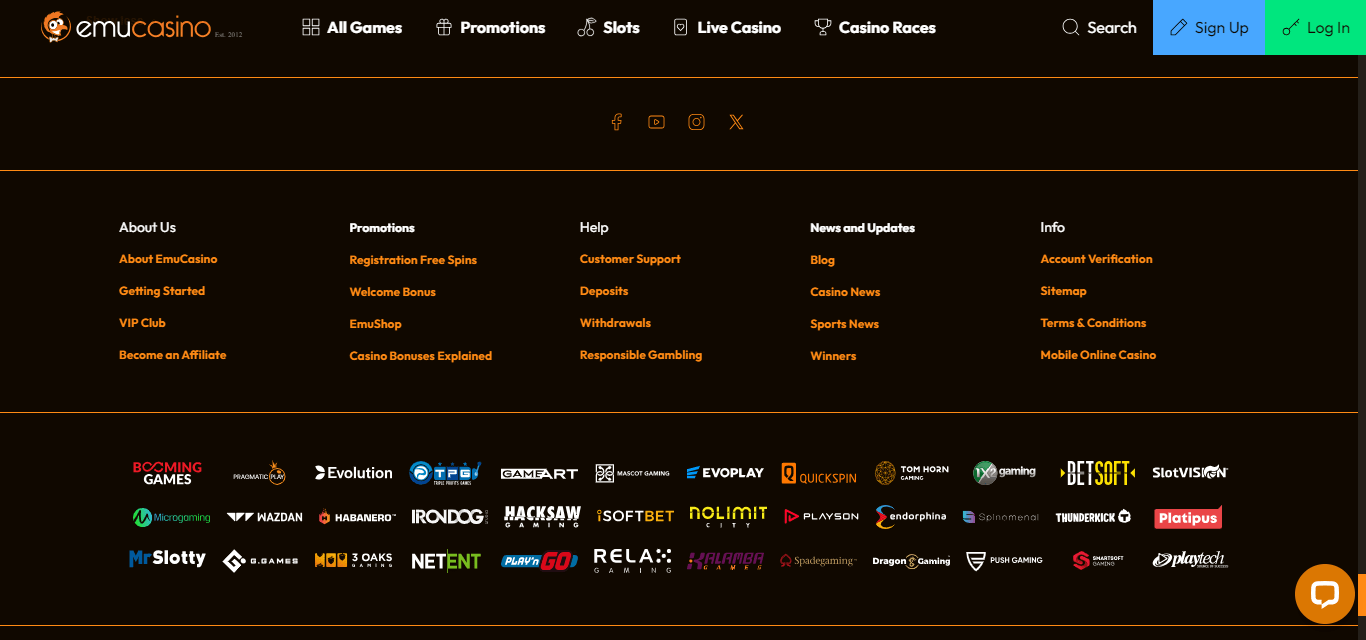 emucasino Est. 2012
All Games Promotions Slots Live Casino Casino Races Search Sign Up Log In
About Us Promotions Help News and Updates Info
About EmuCasino Registration Free Spins Customer Support Blog Account Verification
Getting Started Welcome Bonus Deposits Casino News Sitemap
VIP Club EmuShop Withdrawals Sports News Terms & Conditions
Become an Affiliate Casino Bonuses Explained Responsible Gambling Winners Mobile Online Casino
BOOMING GAMES PRAGMATIC PLAY Evolution TPG TRIPLE PROFITS GAMES GAMEART MASCOT GAMING EVOPLAY QUICKSPIN TOM HORN GAMING 1X2 gaming BETSOFT SlotVISION
Microgaming WAZDAN HABANERO™ IRONDOG HACKSAW GAMING iSOFTBET NOLIMIT CITY PLAYSON Endorphina Spinomenal THUNDERKICK Platipus
MrSlotty G.GAMES 3 OAKS GAMING NETENT PLAY'n GO RELAX GAMING KALAMBA GAMES Spadegaming™ Dragon Gaming PUSH GAMING SMARTSOFT GAMING playtech SOURCE OF SUCCESS